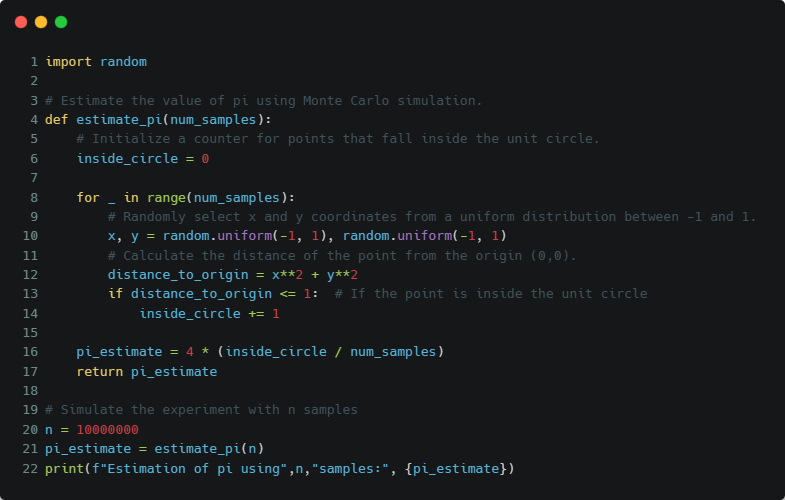 1 import random
2
3 # Estimate the value of pi using Monte Carlo simulation.
4 def estimate_pi(num_samples):
5     # Initialize a counter for points that fall inside the unit circle.
6     inside_circle = 0
7
8     for _ in range(num_samples):
9         # Randomly select x and y coordinates from a uniform distribution between -1 and 1.
10         x, y = random.uniform(-1, 1), random.uniform(-1, 1)
11         # Calculate the distance of the point from the origin (0,0).
12         distance_to_origin = x**2 + y**2
13         if distance_to_origin <= 1:  # If the point is inside the unit circle
14             inside_circle += 1
15
16     pi_estimate = 4 * (inside_circle / num_samples)
17     return pi_estimate
18
19 # Simulate the experiment with n samples
20 n = 10000000
21 pi_estimate = estimate_pi(n)
22 print(f"Estimation of pi using",n,"samples:", {pi_estimate})